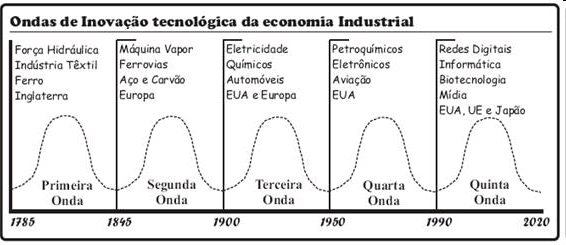 Ondas de Inovação tecnológica da economia Industrial
Força Hidráulica
Indústria Têxtil
Ferro
Inglaterra
Máquina Vapor
Ferrovias
Aço e Carvão
Europa
Eletricidade
Químicos
Automóveis
EUA e Europa
Petroquímicos
Eletrônicos
Aviação
EUA
Redes Digitais
Informática
Biotecnologia
Mídia
EUA, UE e Japão
Primeira
Onda
Segunda
Onda
Terceira
Onda
Quarta
Onda
Quinta
Onda
1785 1845 1900 1950 1990 2020